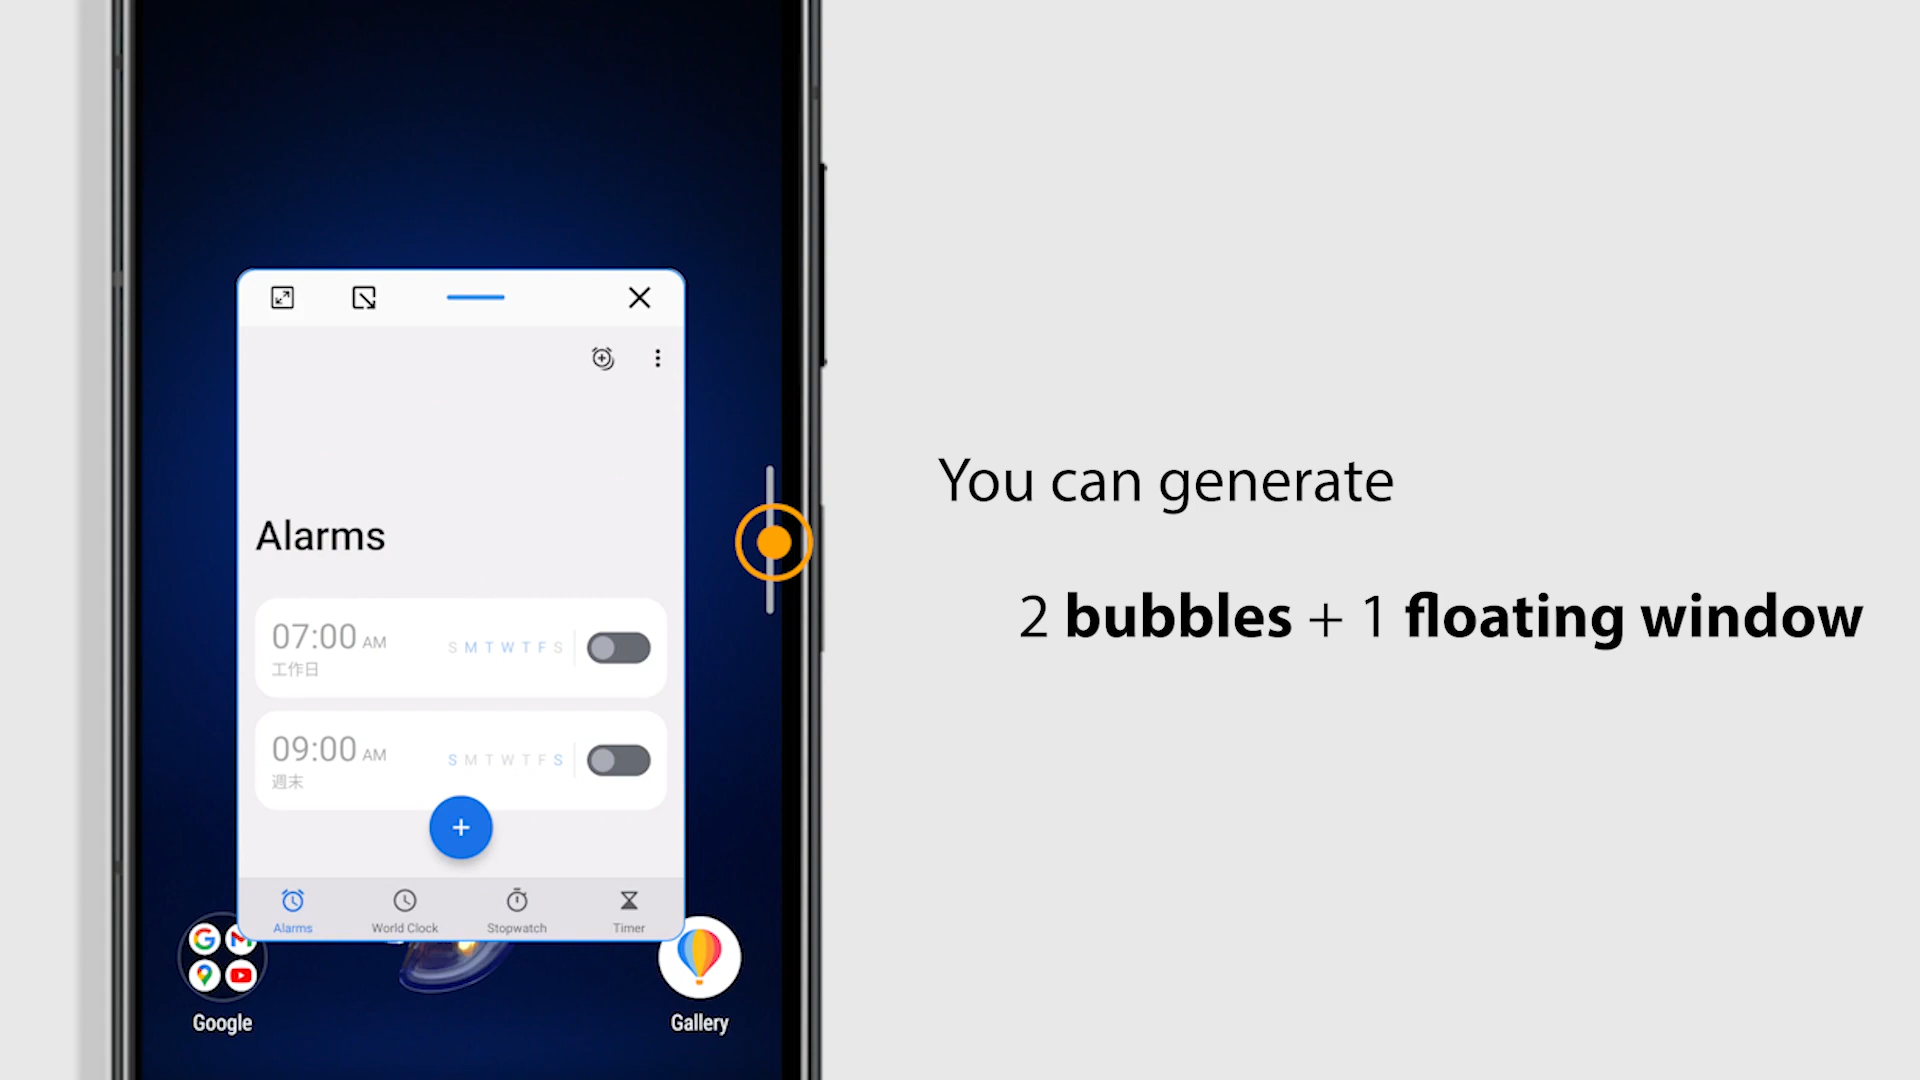 You can generate
2 bubbles + 1 floating window
Alarms
07:00 AM
S M T W T F S
工作日
09:00 AM
S M T W T F S
週末
+
Alarms
World Clock
Stopwatch
Timer
Google
Gallery